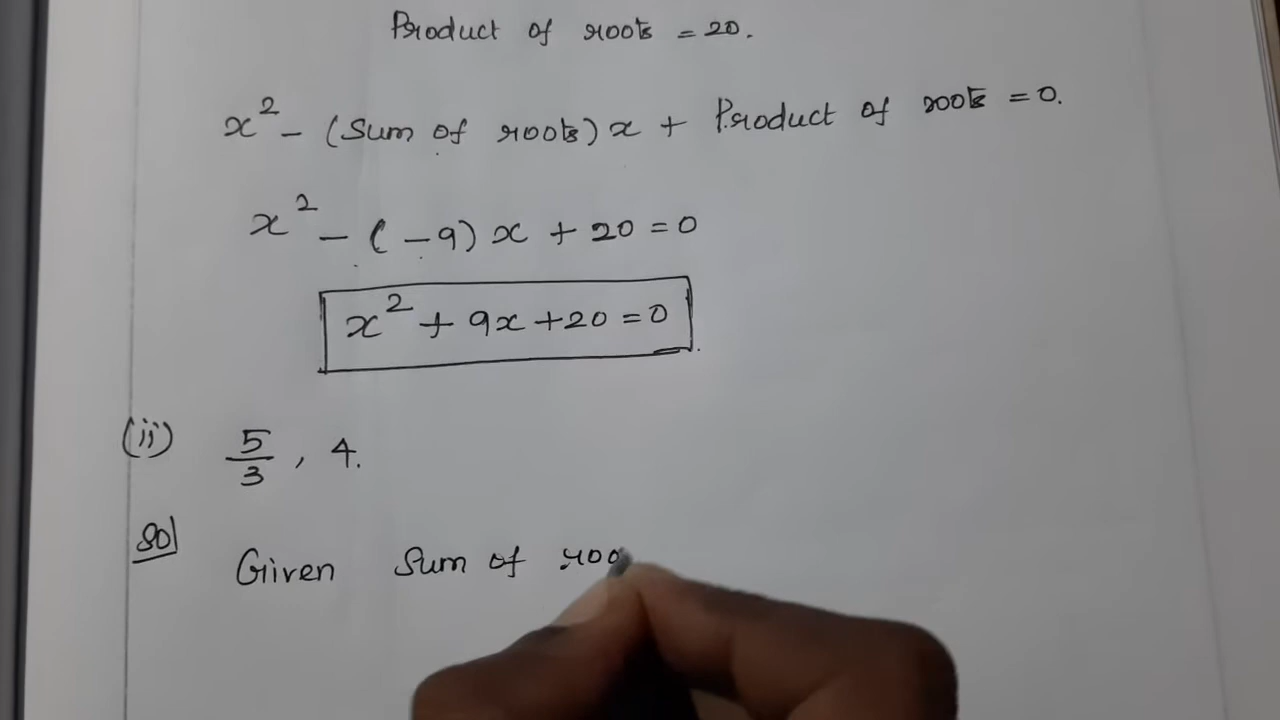 Product of roots = 20.
x² - (Sum of roots) x + Product of roots = 0.
x² - (-9) x + 20 = 0
x² + 9x + 20 = 0
(ii) 5/3, 4.
Sol
Given Sum of roo